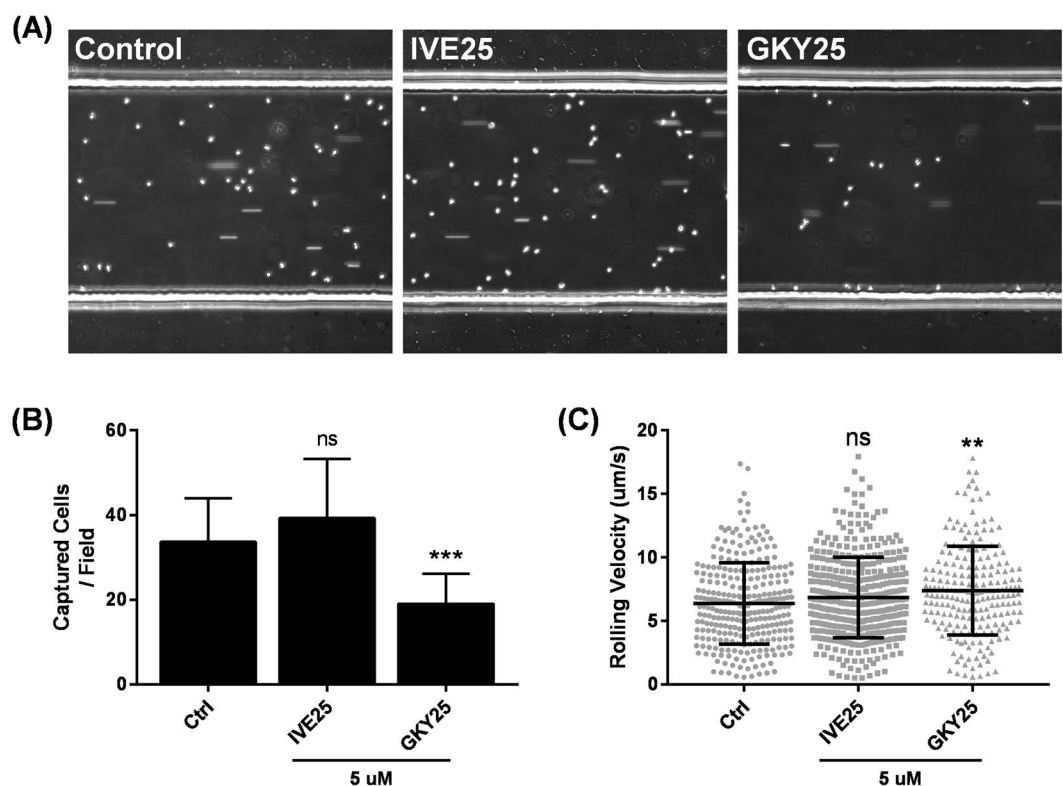 (A)
Control
IVE25
GKY25
(B)
Captured Cells
/ Field
60
40
20
0
ns
***
Ctrl
IVE25
GKY25
5 uM
(C)
Rolling Velocity (um/s)
20
15
10
5
0
ns
**
Ctrl
IVE25
GKY25
5 uM